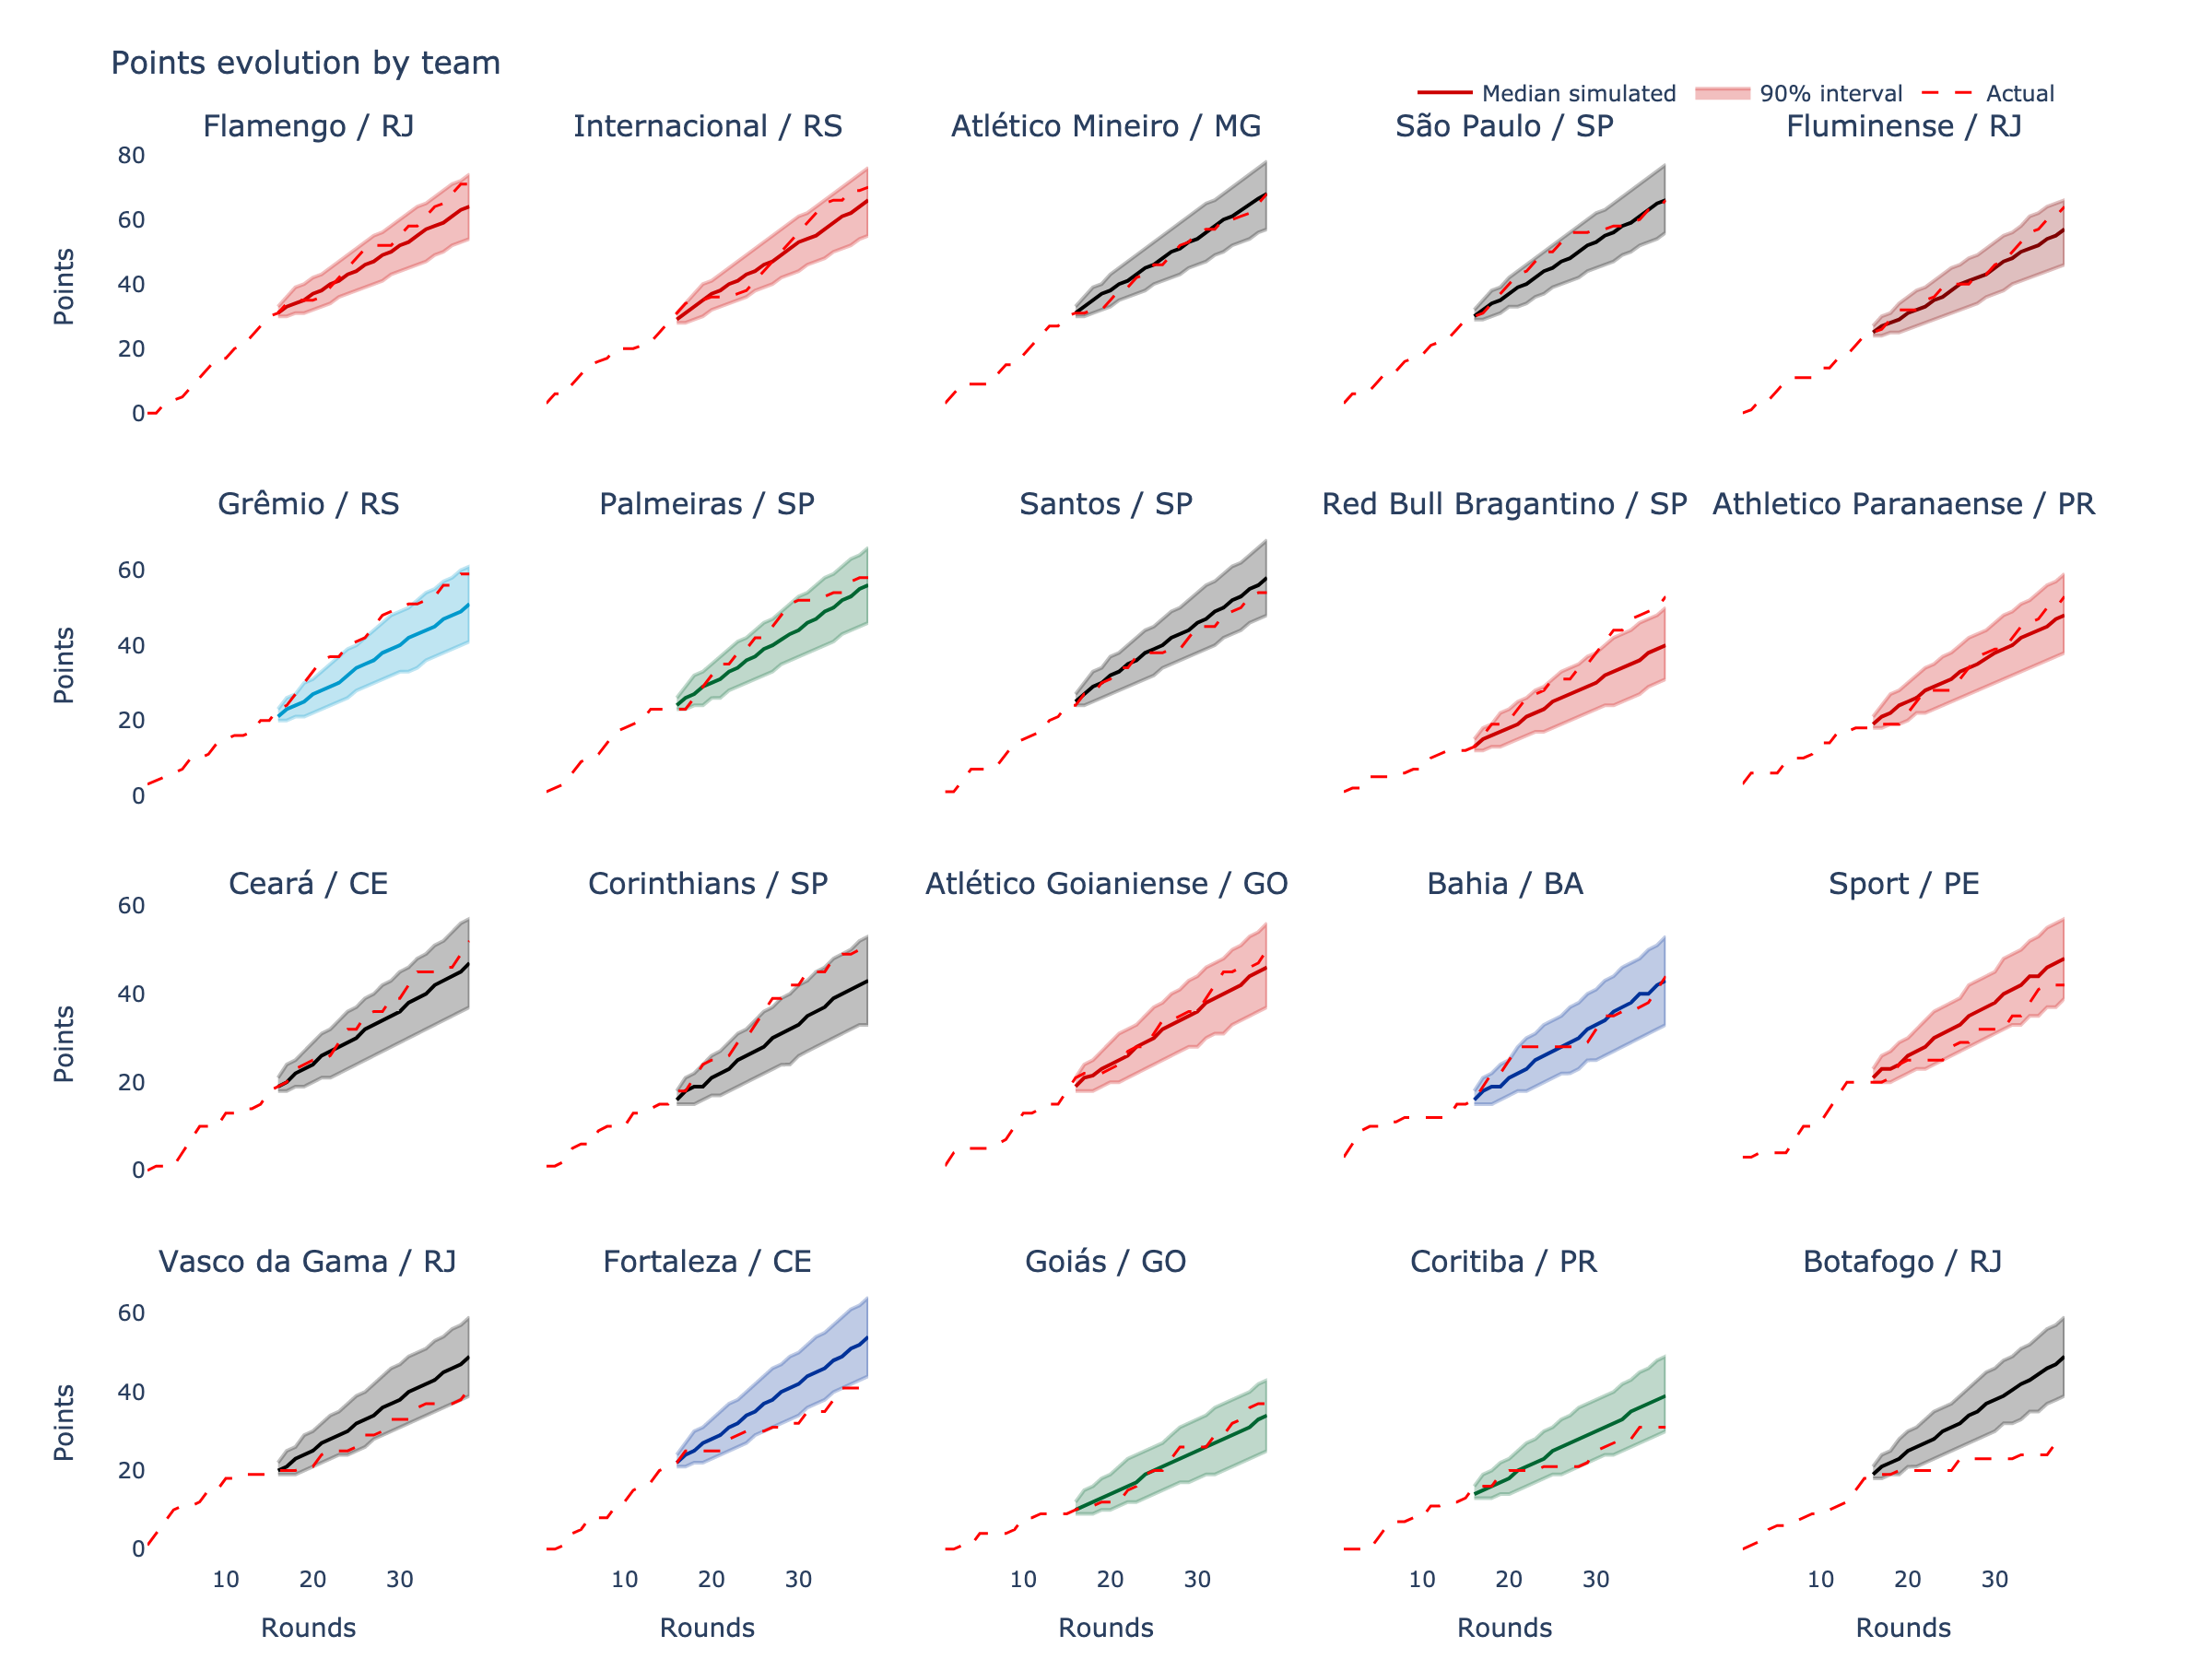 Points evolution by team
Median simulated 90% interval Actual
Flamengo / RJ Internacional / RS Atlético Mineiro / MG São Paulo / SP Fluminense / RJ
80
60
40
20
0
Points
Grêmio / RS Palmeiras / SP Santos / SP Red Bull Bragantino / SP Athletico Paranaense / PR
60
40
20
0
Points
Ceará / CE Corinthians / SP Atlético Goianiense / GO Bahia / BA Sport / PE
60
40
20
0
Points
Vasco da Gama / RJ Fortaleza / CE Goiás / GO Coritiba / PR Botafogo / RJ
60
40
20
0
Points
10 20 30 10 20 30 10 20 30 10 20 30 10 20 30
Rounds Rounds Rounds Rounds Rounds